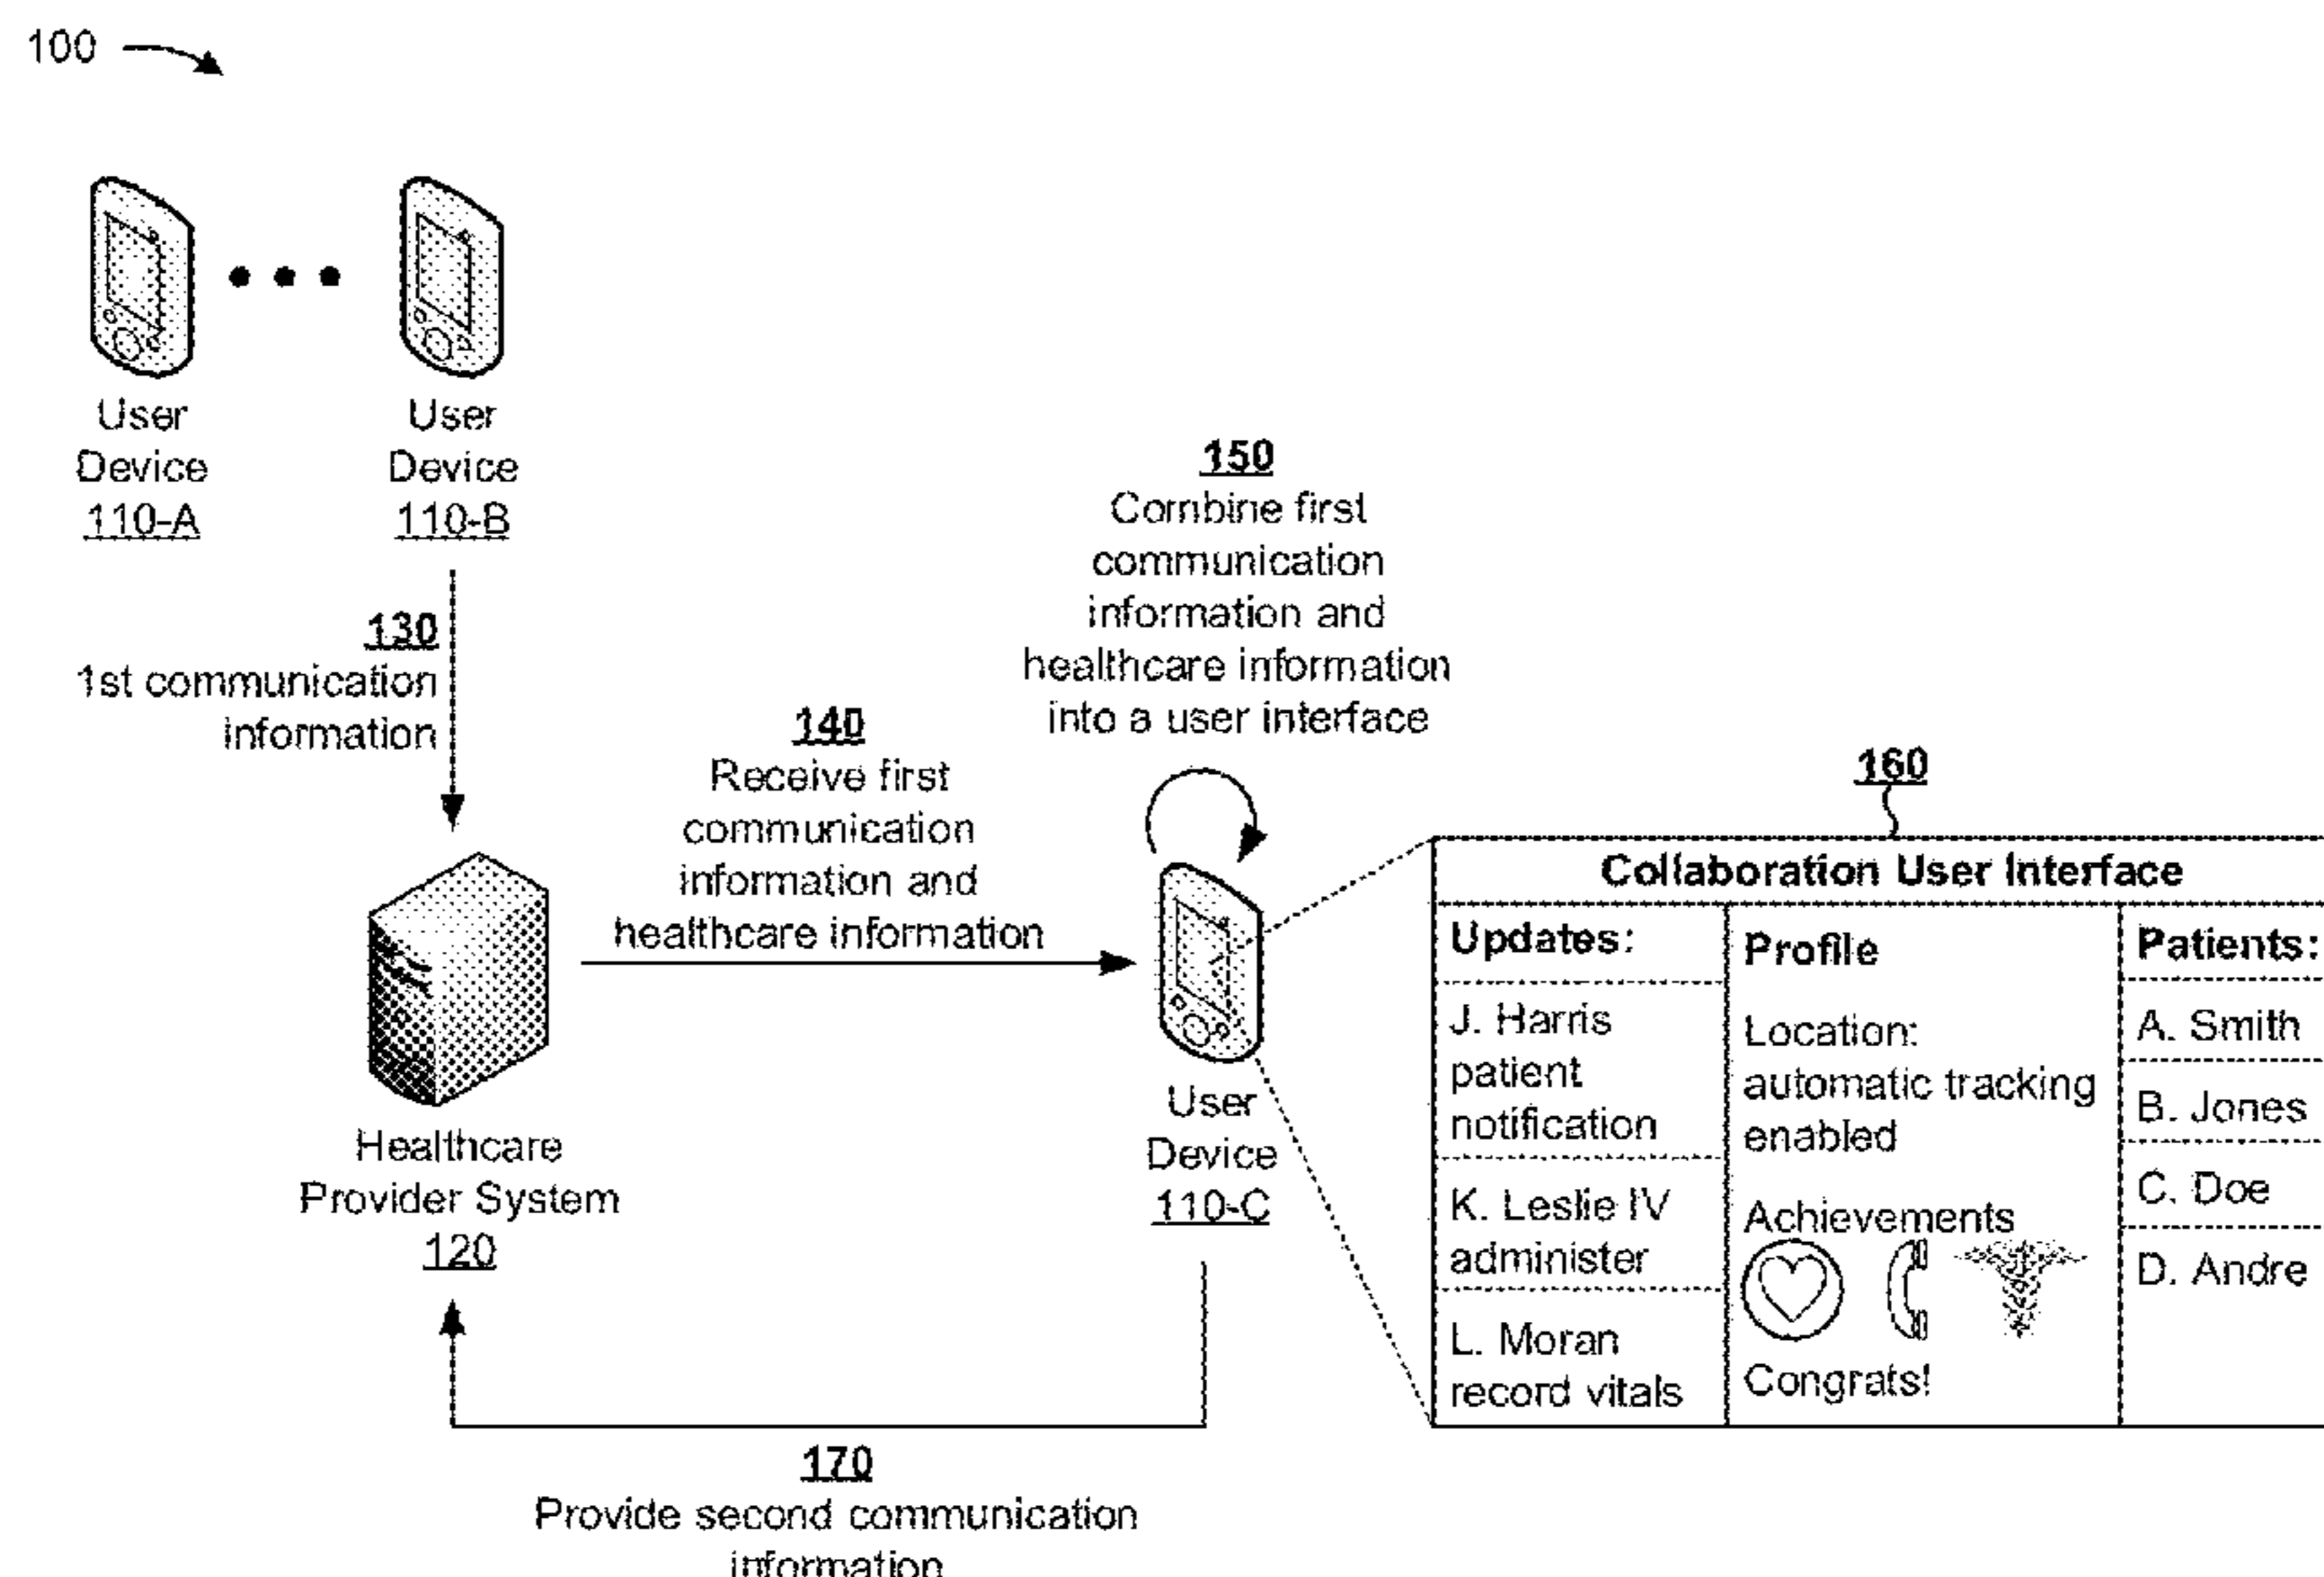 100
User
Device
110-A
User
Device
110-B
130
1st communication
information
140
Receive first
communication
information and
healthcare information
150
Combine first
communication
information and
healthcare information
into a user interface
Healthcare
Provider System
120
User
Device
110-C
160
Collaboration User Interface
Updates:
J. Harris
patient
notification
K. Leslie IV
administer
L. Moran
record vitals
Profile
Location:
automatic tracking
enabled
Achievements
Congrats!
Patients:
A. Smith
B. Jones
C. Doe
D. Andre
170
Provide second communication
information